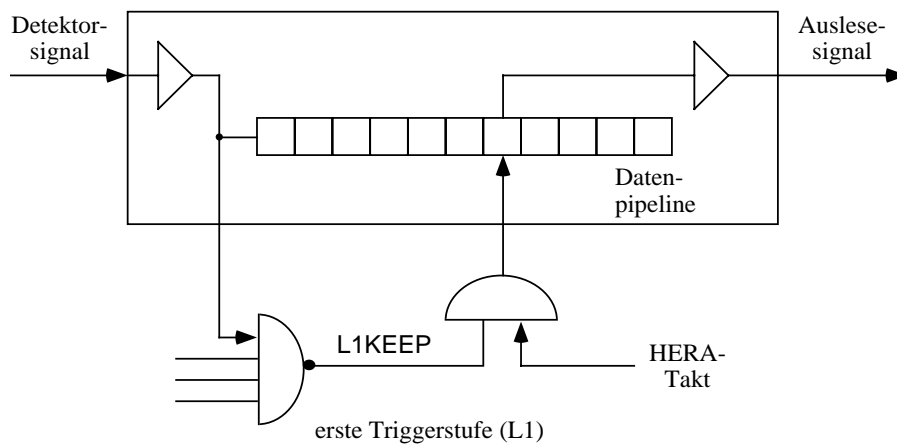 Detektor-
signal
Auslese-
signal
Daten-
pipeline
L1KEEP
HERA-
Takt
erste Triggerstufe (L1)